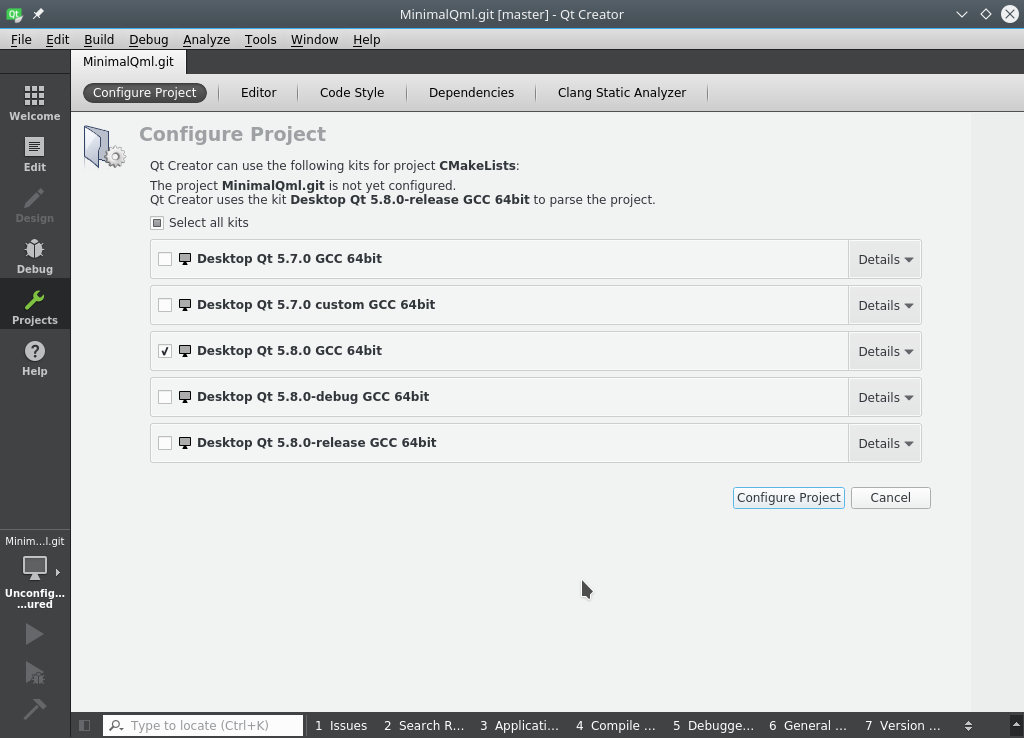 Qt
MinimalQml.git [master] - Qt Creator
File Edit Build Debug Analyze Tools Window Help
MinimalQml.git
Configure Project Editor Code Style Dependencies Clang Static Analyzer
Welcome
Edit
Design
Debug
Projects
Help
Configure Project
Qt Creator can use the following kits for project CMakeLists:
The project MinimalQml.git is not yet configured.
Qt Creator uses the kit Desktop Qt 5.8.0-release GCC 64bit to parse the project.
Select all kits
Desktop Qt 5.7.0 GCC 64bit Details
Desktop Qt 5.7.0 custom GCC 64bit Details
Desktop Qt 5.8.0 GCC 64bit Details
Desktop Qt 5.8.0-debug GCC 64bit Details
Desktop Qt 5.8.0-release GCC 64bit Details
Configure Project Cancel
Minim...l.git
Unconfig...
...ured
Type to locate (Ctrl+K) 1 Issues 2 Search R... 3 Applicati... 4 Compile ... 5 Debugge... 6 General ... 7 Version ...